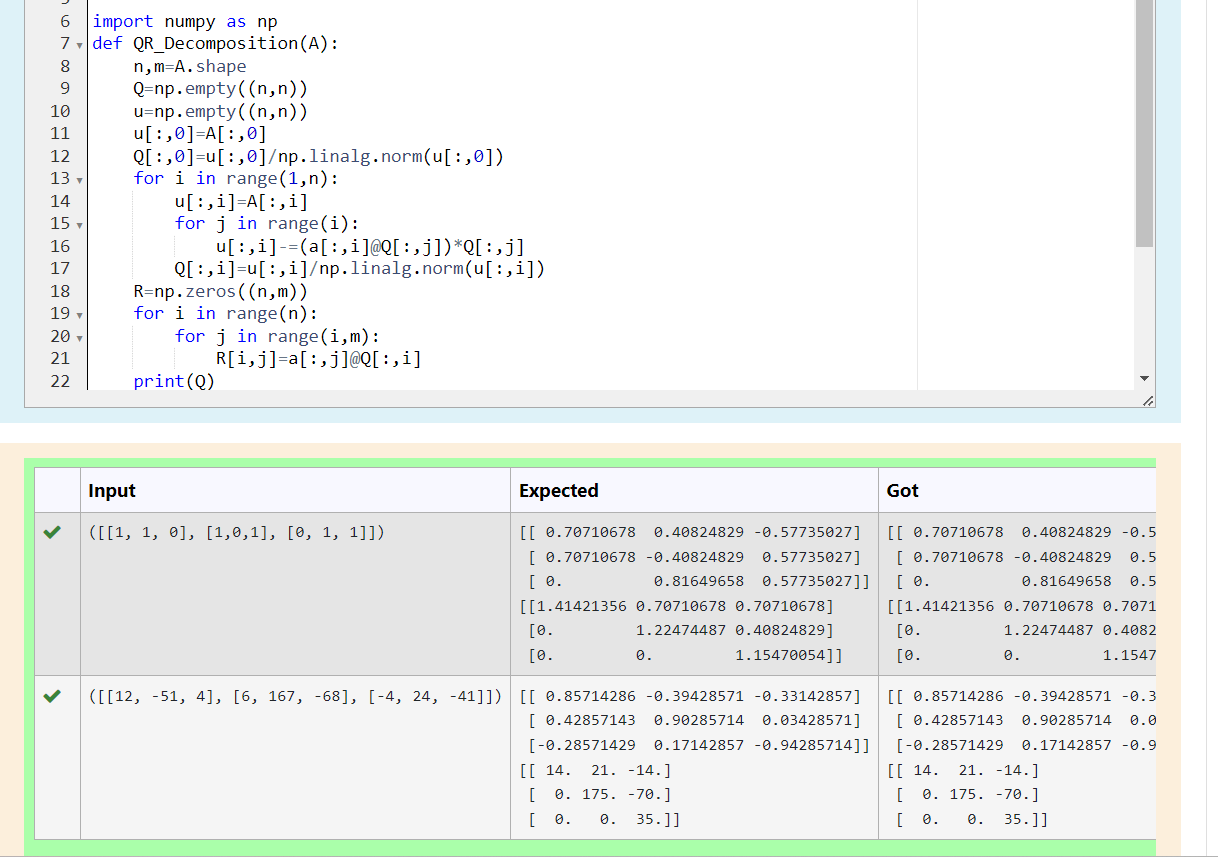 6 import numpy as np
7 def QR_Decomposition(A):
8 n,m=A.shape
9 Q=np.empty((n,n))
10 u=np.empty((n,n))
11 u[:,0]=A[:,0]
12 Q[:,0]=u[:,0]/np.linalg.norm(u[:,0])
13 for i in range(1,n):
14 u[:,i]=A[:,i]
15 for j in range(i):
16 u[:,i]-=(a[:,i]@Q[:,j])*Q[:,j]
17 Q[:,i]=u[:,i]/np.linalg.norm(u[:,i])
18 R=np.zeros((n,m))
19 for i in range(n):
20 for j in range(i,m):
21 R[i,j]=a[:,j]@Q[:,i]
22 print(Q)
Input Expected Got
([[1, 1, 0], [1,0,1], [0, 1, 1]]) [[ 0.70710678 0.40824829 -0.57735027] [[ 0.70710678 0.40824829 -0.5
[ 0.70710678 -0.40824829 0.57735027] [ 0.70710678 -0.40824829 0.5
[ 0. 0.81649658 0.57735027]] [ 0. 0.81649658 0.5
[[1.41421356 0.70710678 0.70710678] [[1.41421356 0.70710678 0.7071
[0. 1.22474487 0.40824829] [0. 1.22474487 0.4082
[0. 0. 1.15470054]] [0. 0. 1.1547
([[12, -51, 4], [6, 167, -68], [-4, 24, -41]]) [[ 0.85714286 -0.39428571 -0.33142857] [[ 0.85714286 -0.39428571 -0.3
[ 0.42857143 0.90285714 0.03428571] [ 0.42857143 0.90285714 0.0
[-0.28571429 0.17142857 -0.94285714]] [-0.28571429 0.17142857 -0.9
[[ 14. 21. -14.] [[ 14. 21. -14.]
[ 0. 175. -70.] [ 0. 175. -70.]
[ 0. 0. 35.]] [ 0. 0. 35.]]